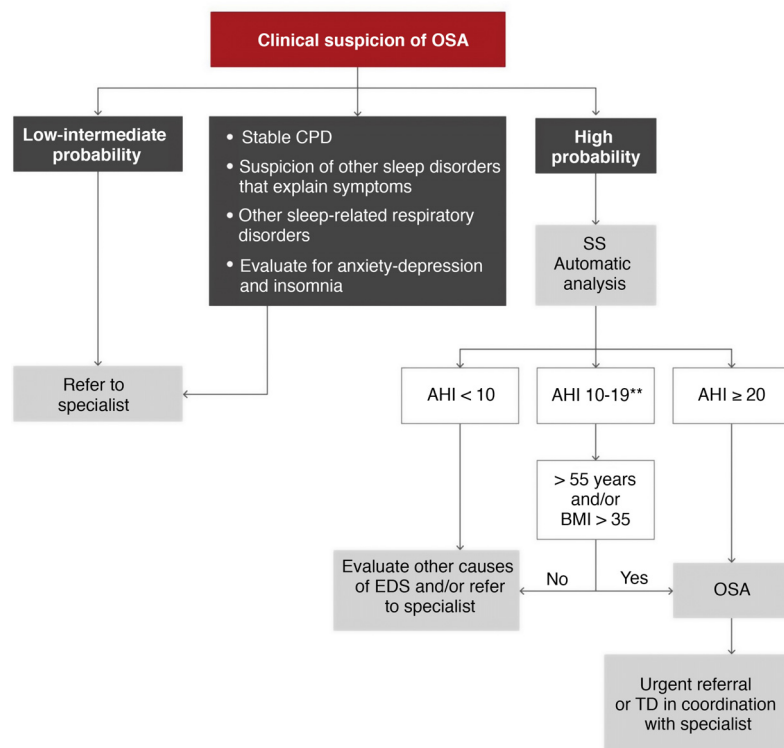 Clinical suspicion of OSA
Low-intermediate
probability
• Stable CPD
• Suspicion of other sleep disorders
that explain symptoms
• Other sleep-related respiratory
disorders
• Evaluate for anxiety-depression
and insomnia
High
probability
SS
Automatic
analysis
Refer to
specialist
AHI < 10
AHI 10-19**
AHI ≥ 20
> 55 years
and/or
BMI > 35
Evaluate other causes
of EDS and/or refer
to specialist
No
Yes
OSA
Urgent referral
or TD in coordination
with specialist